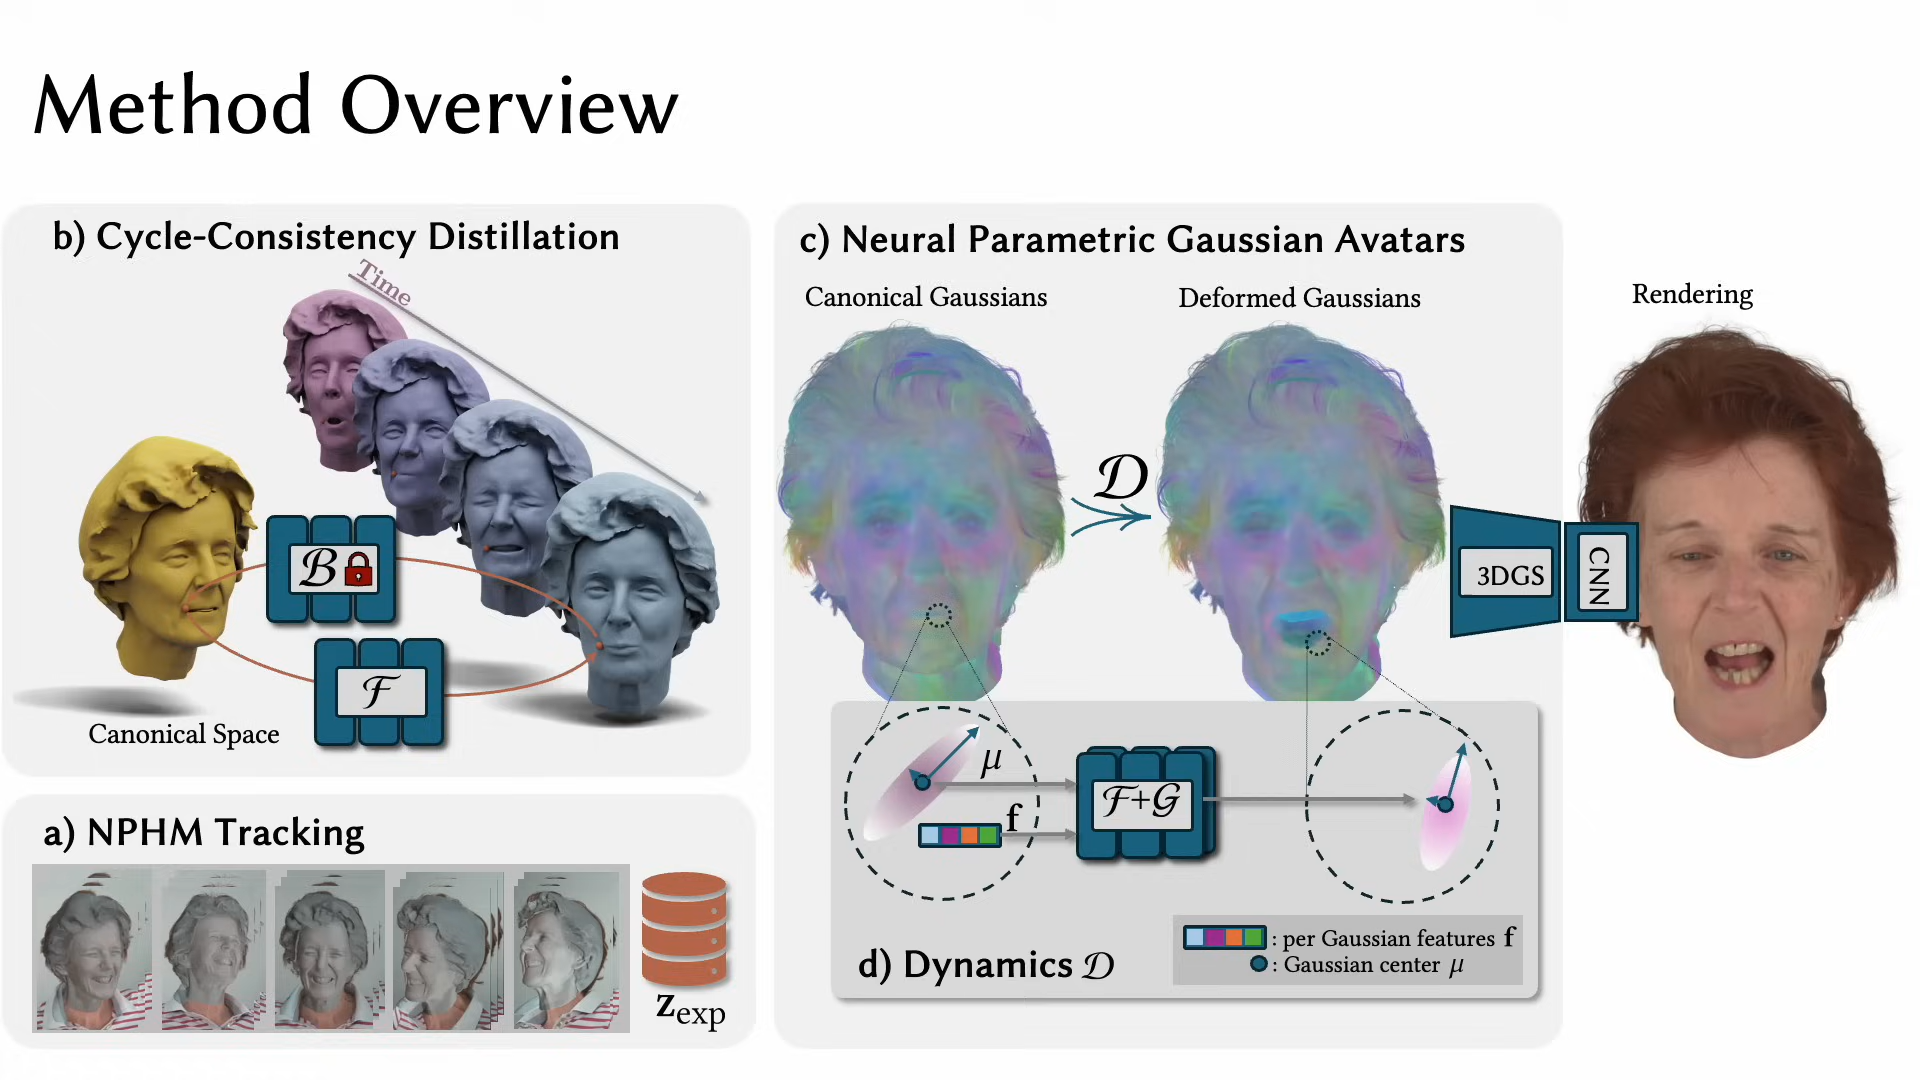 Method Overview
b) Cycle-Consistency Distillation
Time
ℬ
ℱ
Canonical Space
a) NPHM Tracking
z_exp
c) Neural Parametric Gaussian Avatars
Canonical Gaussians
Deformed Gaussians
𝒟
3DGS
CNN
Rendering
μ
f
ℱ+𝒢
d) Dynamics 𝒟
: per Gaussian features f
: Gaussian center μ